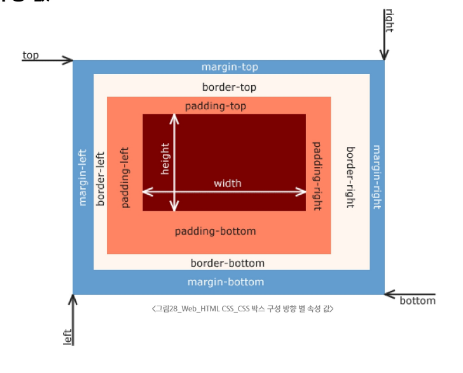 right
top
margin-top
border-top
padding-top
margin-left
border-left
padding-left
height
width
padding-right
border-right
margin-right
padding-bottom
border-bottom
margin-bottom
bottom
<그림28_Web_HTML CSS_CSS 박스 구성 방향 별 속성 값>
left